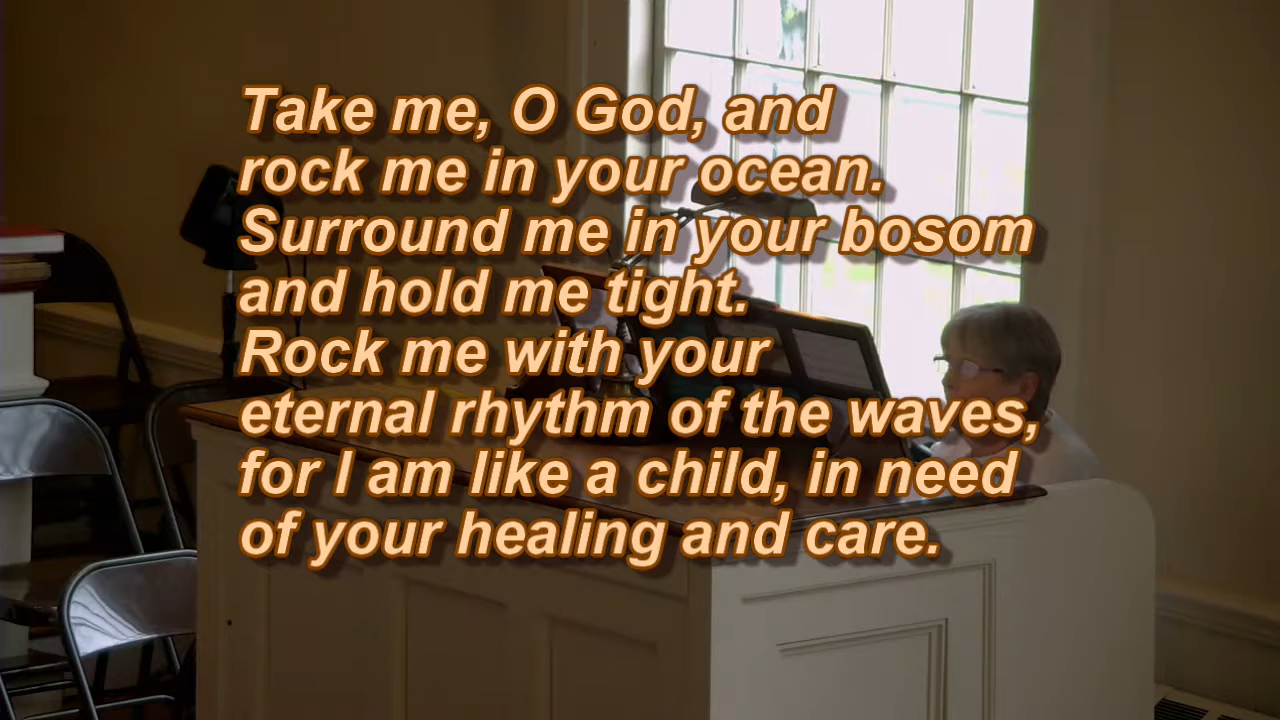 Take me, O God, and
rock me in your ocean.
Surround me in your bosom
and hold me tight.
Rock me with your
eternal rhythm of the waves,
for I am like a child, in need
of your healing and care.